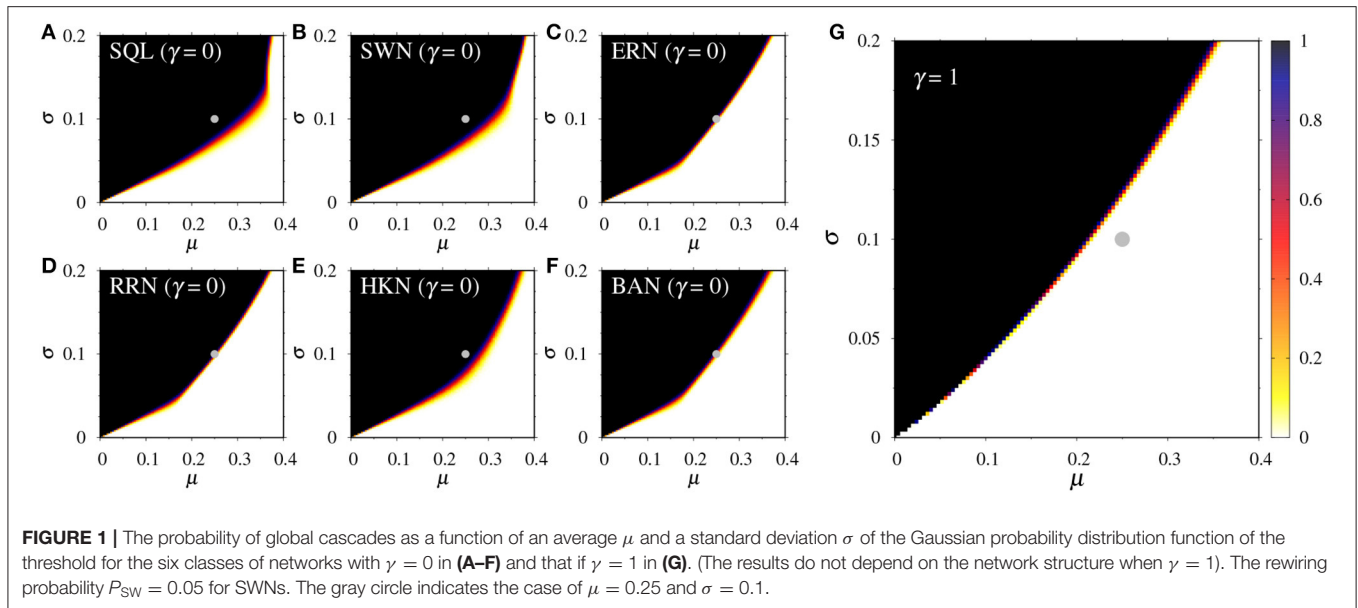 A
SQL (γ = 0)
σ
0.2
0.1
0
0 0.1 0.2 0.3 0.4
μ
B
SWN (γ = 0)
σ
0.2
0.1
0
0 0.1 0.2 0.3 0.4
μ
C
ERN (γ = 0)
σ
0.2
0.1
0
0 0.1 0.2 0.3 0.4
μ
D
RRN (γ = 0)
σ
0.2
0.1
0
0 0.1 0.2 0.3 0.4
μ
E
HKN (γ = 0)
σ
0.2
0.1
0
0 0.1 0.2 0.3 0.4
μ
F
BAN (γ = 0)
σ
0.2
0.1
0
0 0.1 0.2 0.3 0.4
μ
G
γ = 1
σ
0.2
0.15
0.1
0.05
0
0 0.1 0.2 0.3 0.4
μ
1
0.8
0.6
0.4
0.2
0
FIGURE 1 | The probability of global cascades as a function of an average μ and a standard deviation σ of the Gaussian probability distribution function of the
threshold for the six classes of networks with γ = 0 in (A–F) and that if γ = 1 in (G). (The results do not depend on the network structure when γ = 1). The rewiring
probability P_SW = 0.05 for SWNs. The gray circle indicates the case of μ = 0.25 and σ = 0.1.